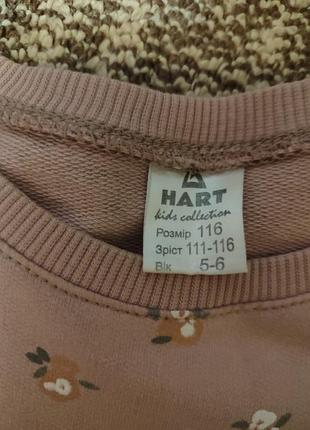 HART
kids collection
Розмір 116
Зріст 111-116
Вік 5-6